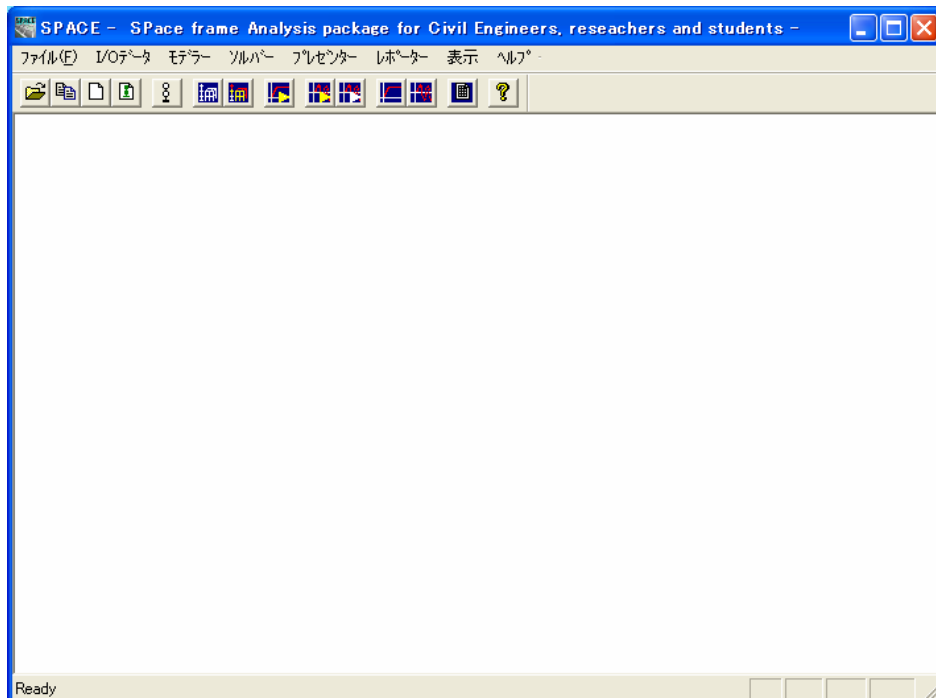 SPACE - SPace frame Analysis package for Civil Engineers, reseachers and students -
ファイル(F) I/Oデータ モデラー ソルバー プレゼンター レポーター 表示 ヘルプ
Ready